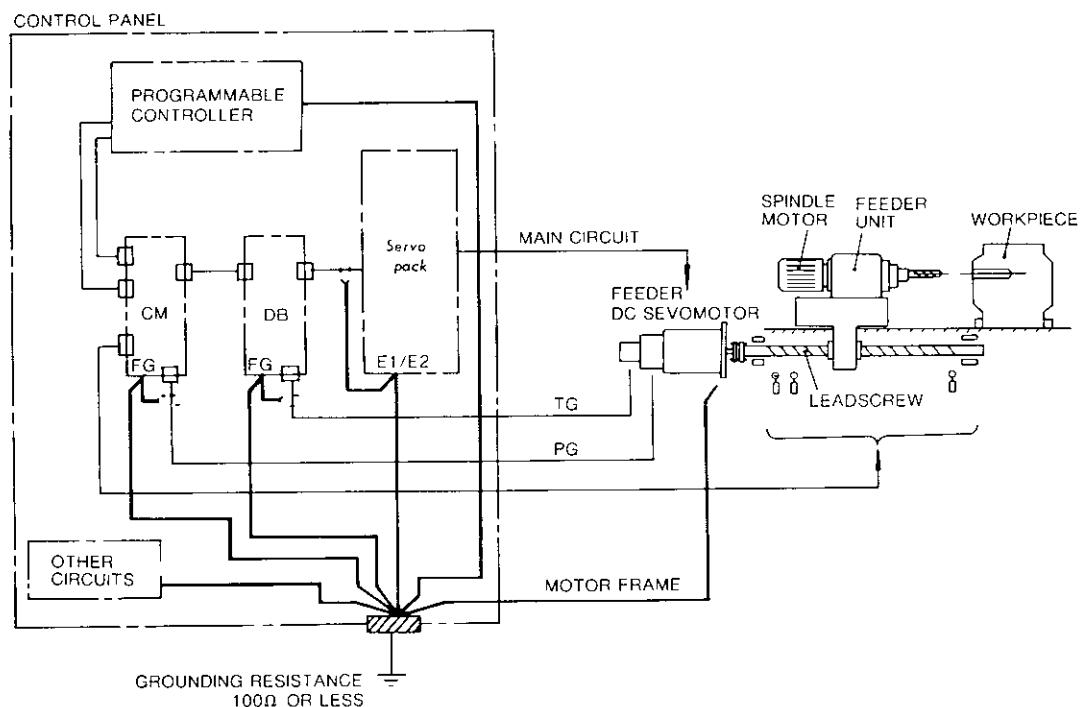 CONTROL PANEL
PROGRAMMABLE
CONTROLLER
Servo
pack
CM
DB
FG
FG
E1/E2
MAIN CIRCUIT
FEEDER
DC SEVOMOTOR
SPINDLE
MOTOR
FEEDER
UNIT
WORKPIECE
LEADSCREW
TG
PG
OTHER
CIRCUITS
MOTOR FRAME
GROUNDING RESISTANCE
100Ω OR LESS